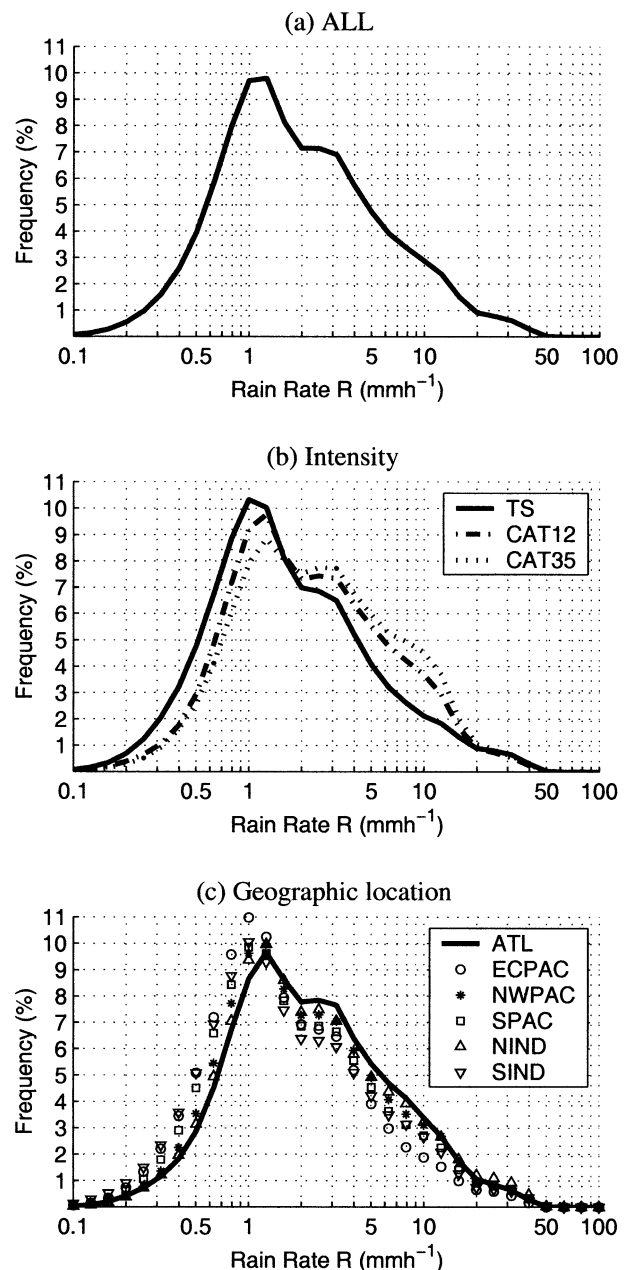 (a) ALL
11
10
9
8
7
6
5
4
3
2
1
Frequency (%)
0.1 0.5 1 5 10 50 100
Rain Rate R (mmh⁻¹)
(b) Intensity
11
10
9
8
7
6
5
4
3
2
1
Frequency (%)
TS
CAT12
CAT35
0.1 0.5 1 5 10 50 100
Rain Rate R (mmh⁻¹)
(c) Geographic location
11
10
9
8
7
6
5
4
3
2
1
Frequency (%)
ATL
ECPAC
NWPAC
SPAC
NIND
SIND
0.1 0.5 1 5 10 50 100
Rain Rate R (mmh⁻¹)